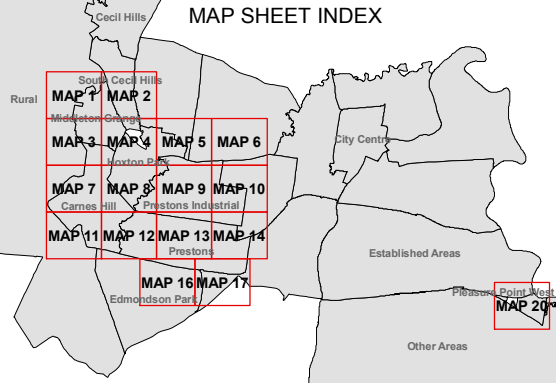 MAP SHEET INDEX
Cecil Hills
South Cecil Hills
Rural
MAP 1 MAP 2
Middleton Grange
MAP 3 MAP 4 MAP 5 MAP 6
City Centre
Hoxton Park
MAP 7 MAP 8 MAP 9 MAP 10
Carnes Hill
Prestons Industrial
MAP 11 MAP 12 MAP 13 MAP 14
Prestons
Established Areas
MAP 16 MAP 17
Edmondson Park
Pleasure Point West
MAP 20
Other Areas